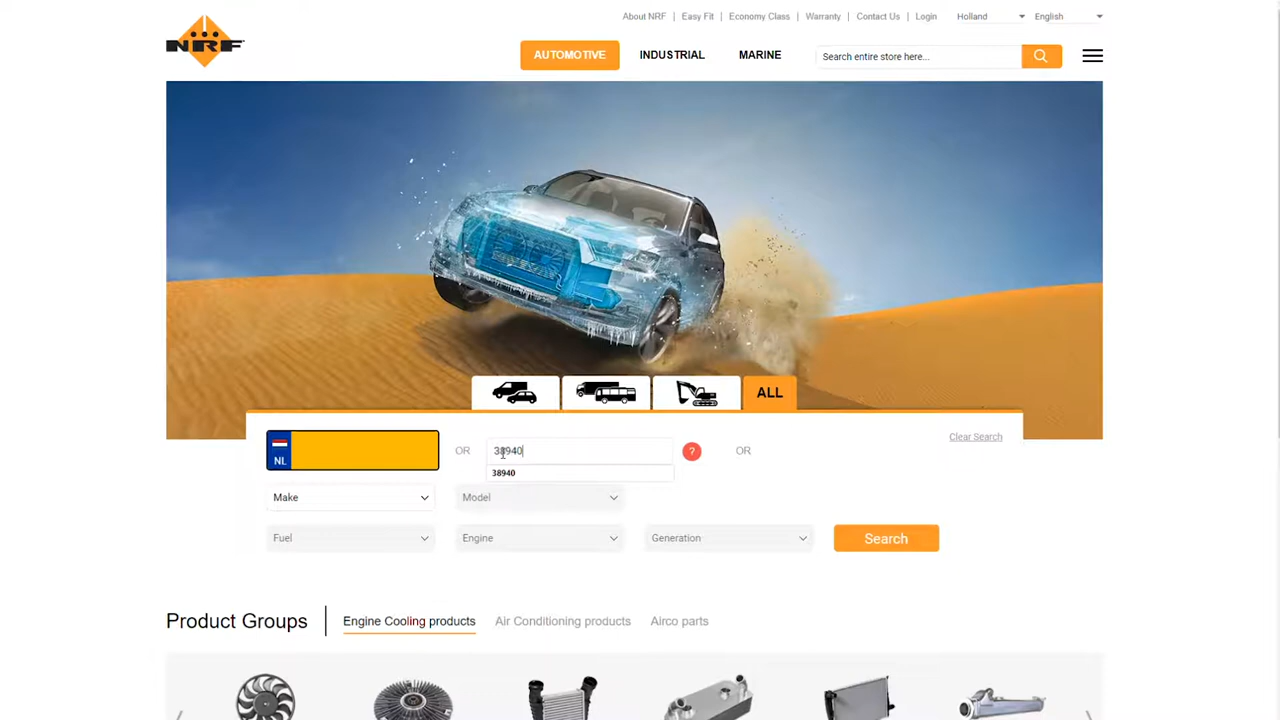 About NRF | Easy Fit | Economy Class | Warranty | Contact Us | Login Holland English
NRF
AUTOMOTIVE INDUSTRIAL MARINE Search entire store here...
ALL
Clear Search
NL OR 38940 ? OR
38940
Make Model
Fuel Engine Generation Search
Product Groups Engine Cooling products Air Conditioning products Airco parts